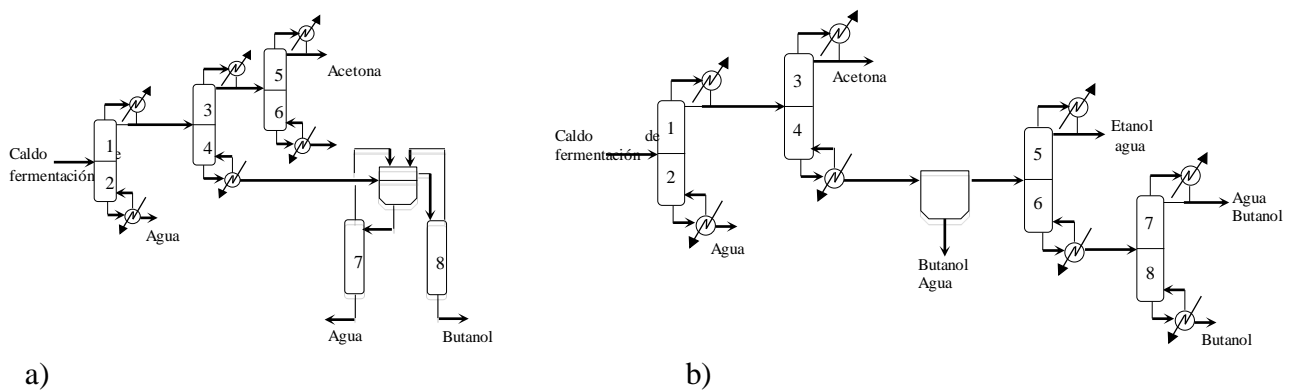 Caldo
fermentación
de
1
2
Agua
3
4
5
6
Acetona
7
8
Agua
Butanol
a)
Caldo de
fermentación
1
2
Agua
3
4
Acetona
Butanol
Agua
5
6
Etanol
agua
7
8
Agua
Butanol
Butanol
b)